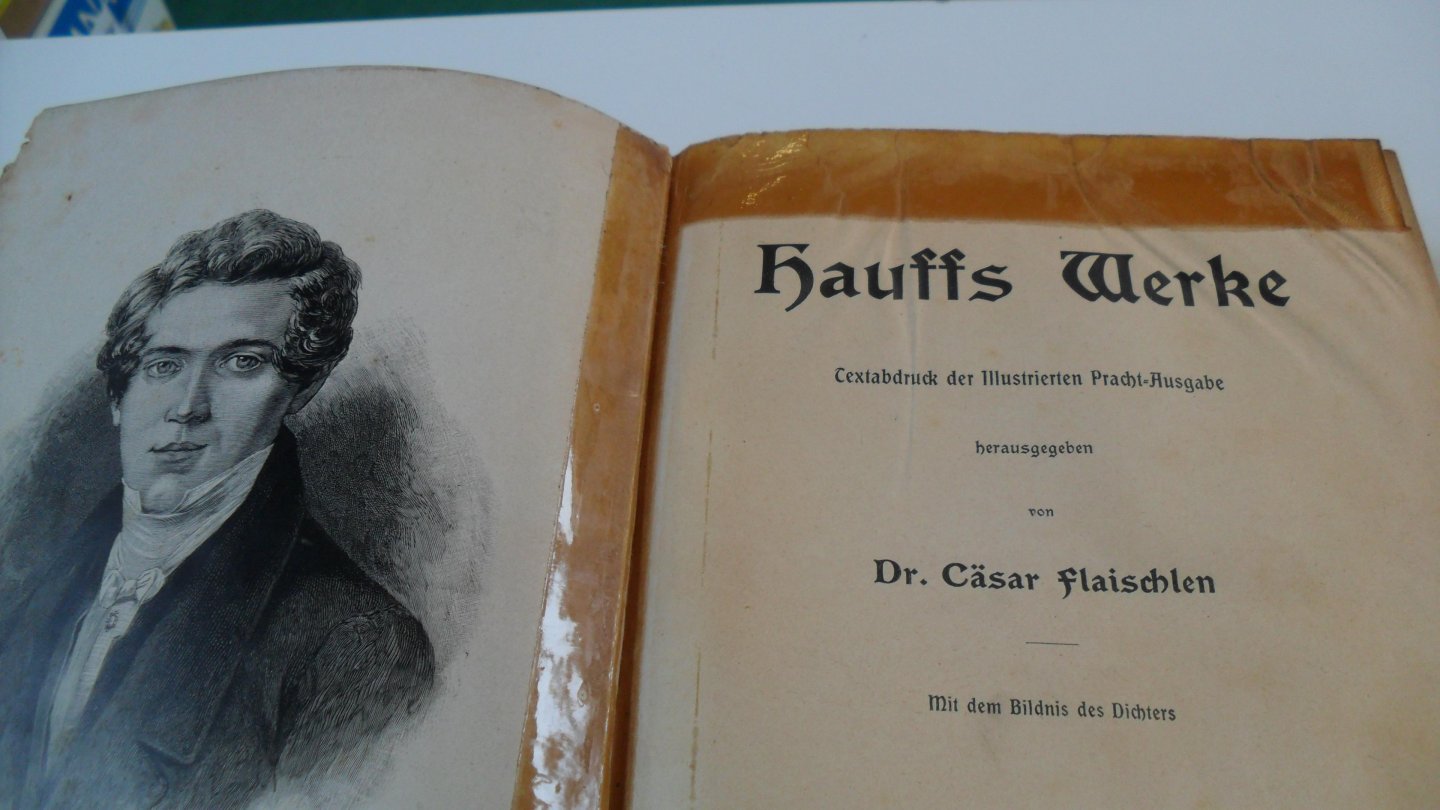 Hauffs Werke
Textabdruck der Illustrierten Pracht-Ausgabe
herausgegeben
von
Dr. Cäsar Flaischlen
Mit dem Bildnis des Dichters